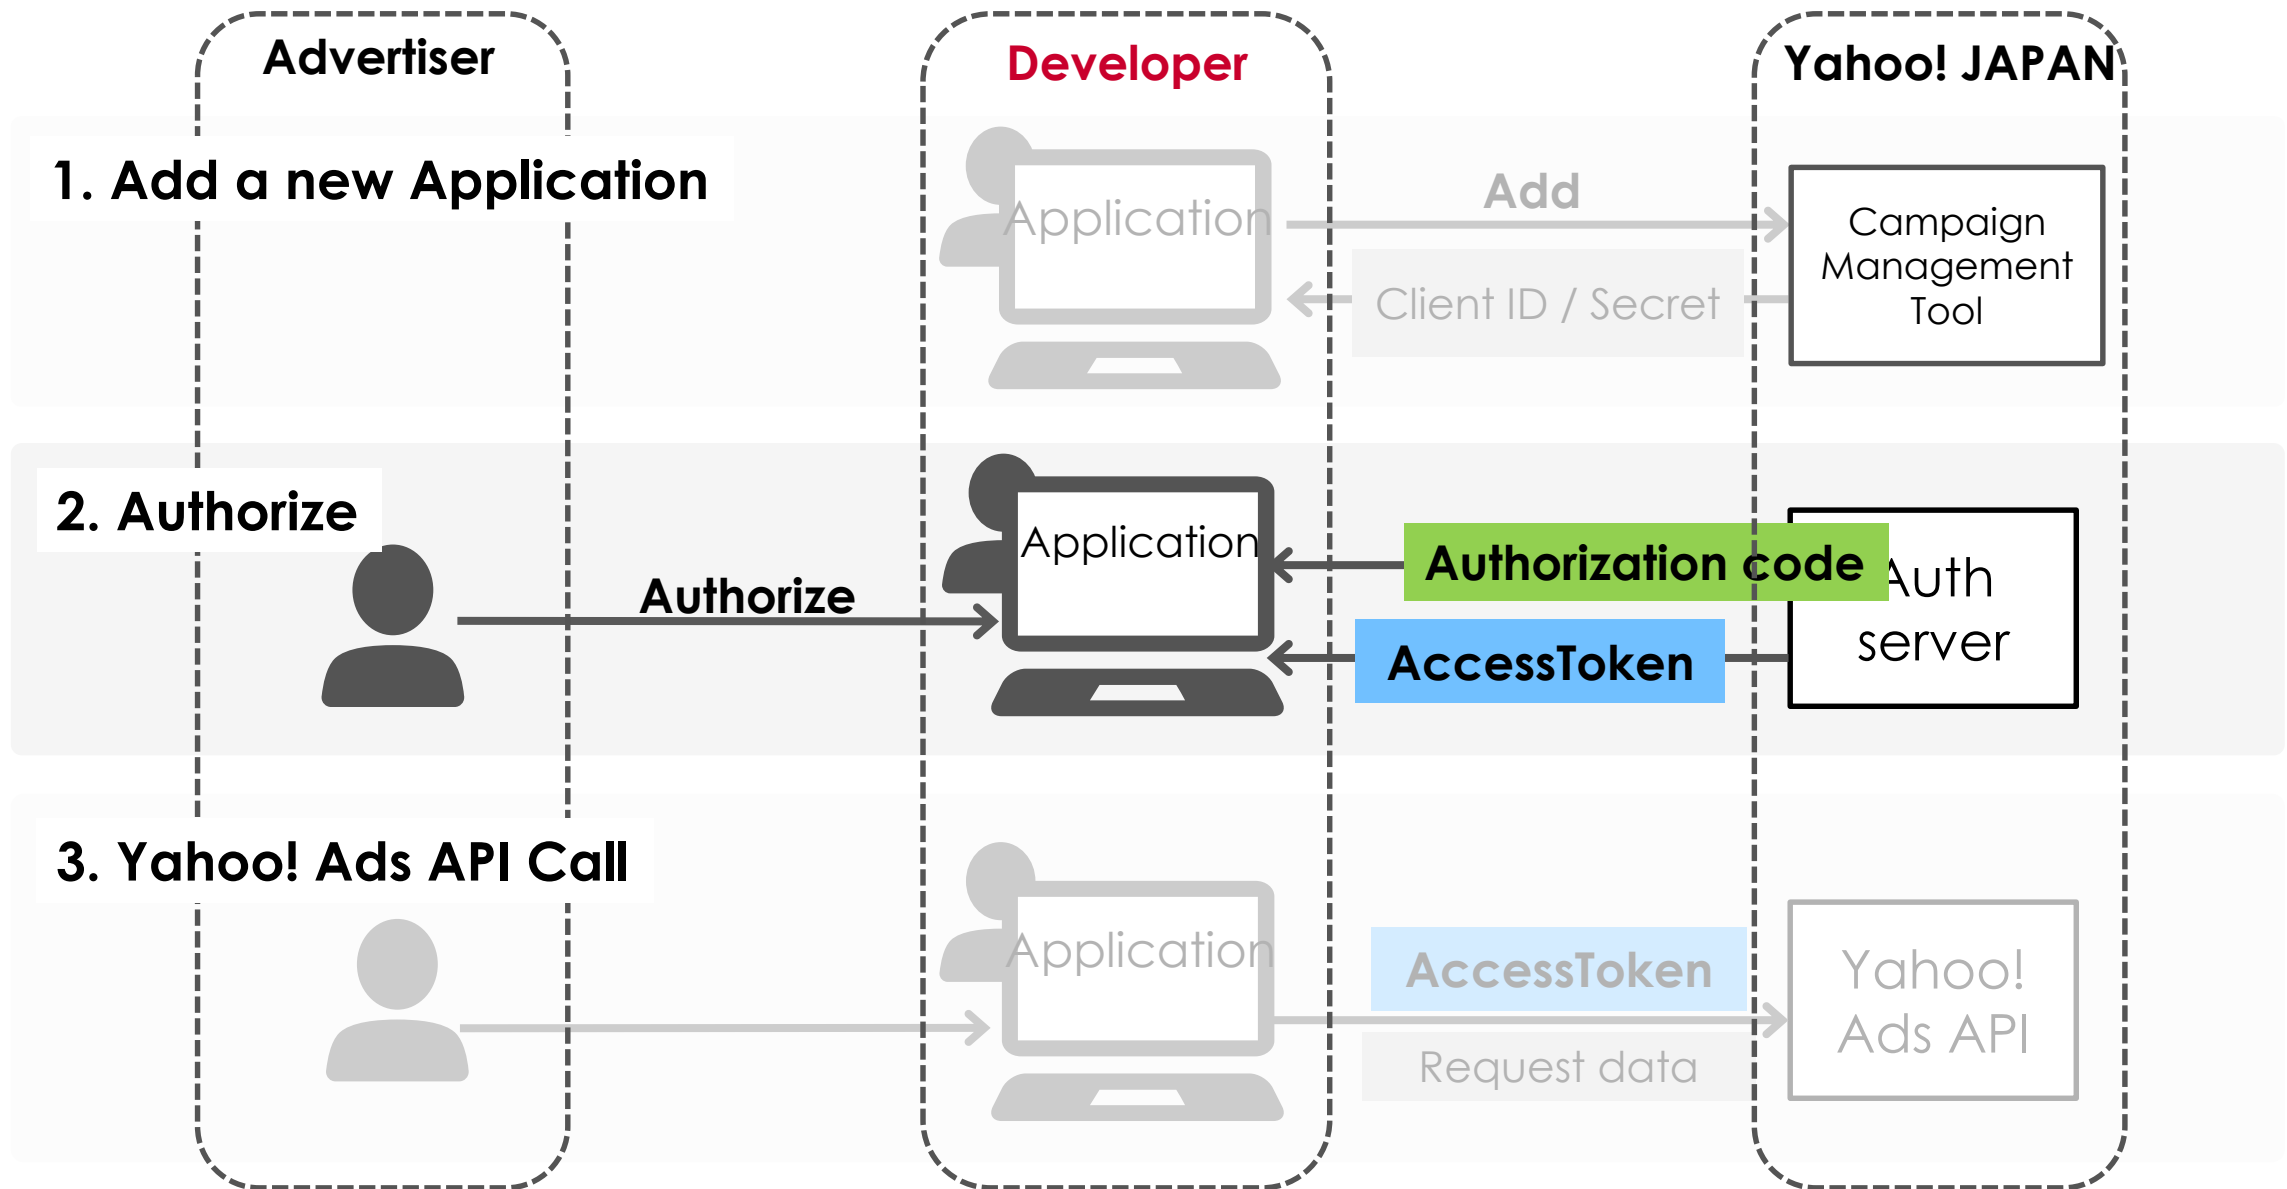 Advertiser
Developer
Yahoo! JAPAN
1. Add a new Application
Application
Add
Client ID / Secret
Campaign
Management
Tool
2. Authorize
Authorize
Application
Authorization code
AccessToken
Auth
server
3. Yahoo! Ads API Call
Application
AccessToken
Request data
Yahoo!
Ads API